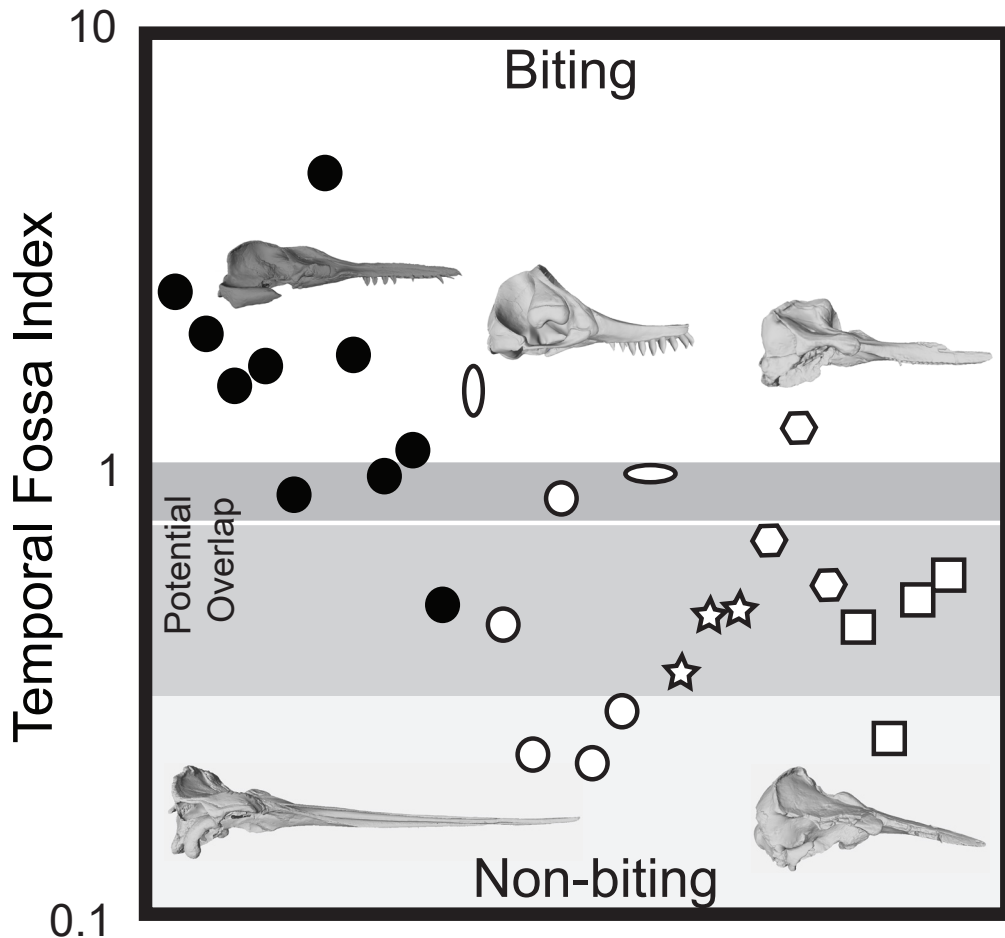 10
Biting
Temporal Fossa Index
1
Potential
Overlap
Non-biting
0.1